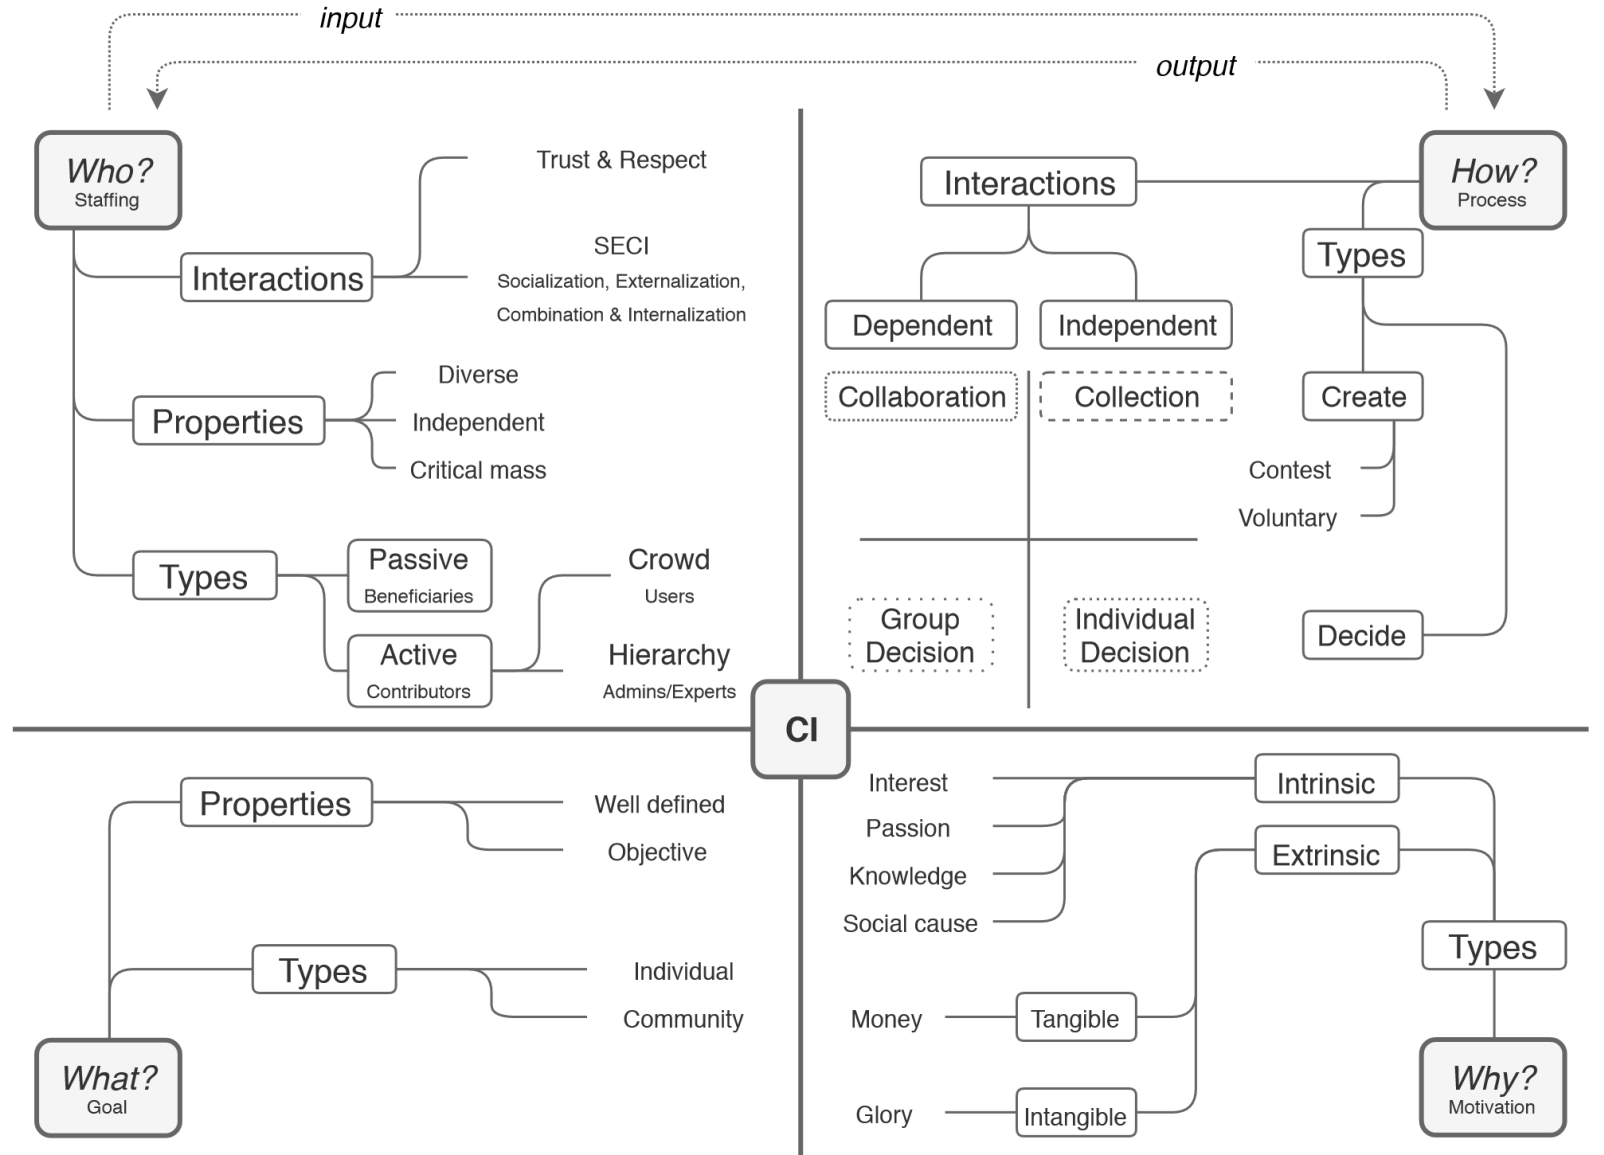 input
output
Who?
Staffing
Trust & Respect
SECI
Socialization, Externalization,
Combination & Internalization
Interactions
Diverse
Properties
Independent
Critical mass
Types
Passive
Beneficiaries
Active
Contributors
Crowd
Users
Hierarchy
Admins/Experts
How?
Process
Interactions
Types
Dependent
Independent
Collaboration
Collection
Create
Contest
Voluntary
Group
Decision
Individual
Decision
Decide
CI
Properties
Well defined
Objective
Types
Individual
Community
What?
Goal
Interest
Intrinsic
Passion
Extrinsic
Knowledge
Social cause
Types
Money
Tangible
Glory
Intangible
Why?
Motivation